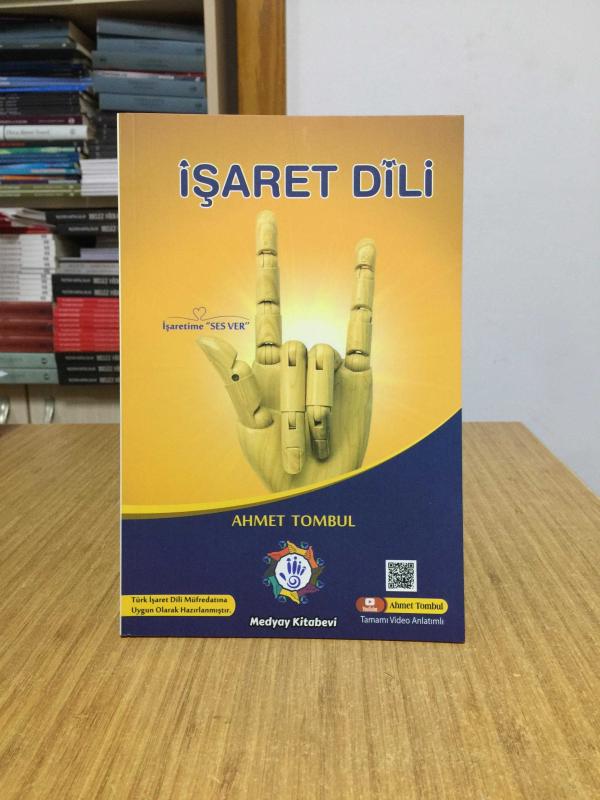 İŞARET DİLİ
İşaretime "SES VER"
AHMET TOMBUL
Türk İşaret Dili Müfredatına
Uygun Olarak Hazırlanmıştır.
Medyay Kitabevi
YouTube
Ahmet Tombul
Tamamı Video Anlatımlı